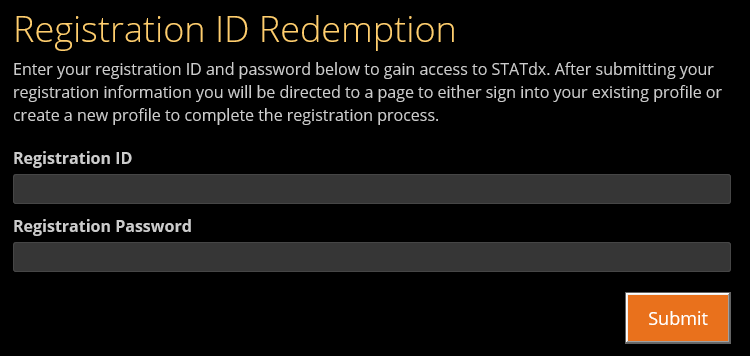 Registration ID Redemption
Enter your registration ID and password below to gain access to STATdx. After submitting your
registration information you will be directed to a page to either sign into your existing profile or
create a new profile to complete the registration process.
Registration ID
Registration Password
Submit